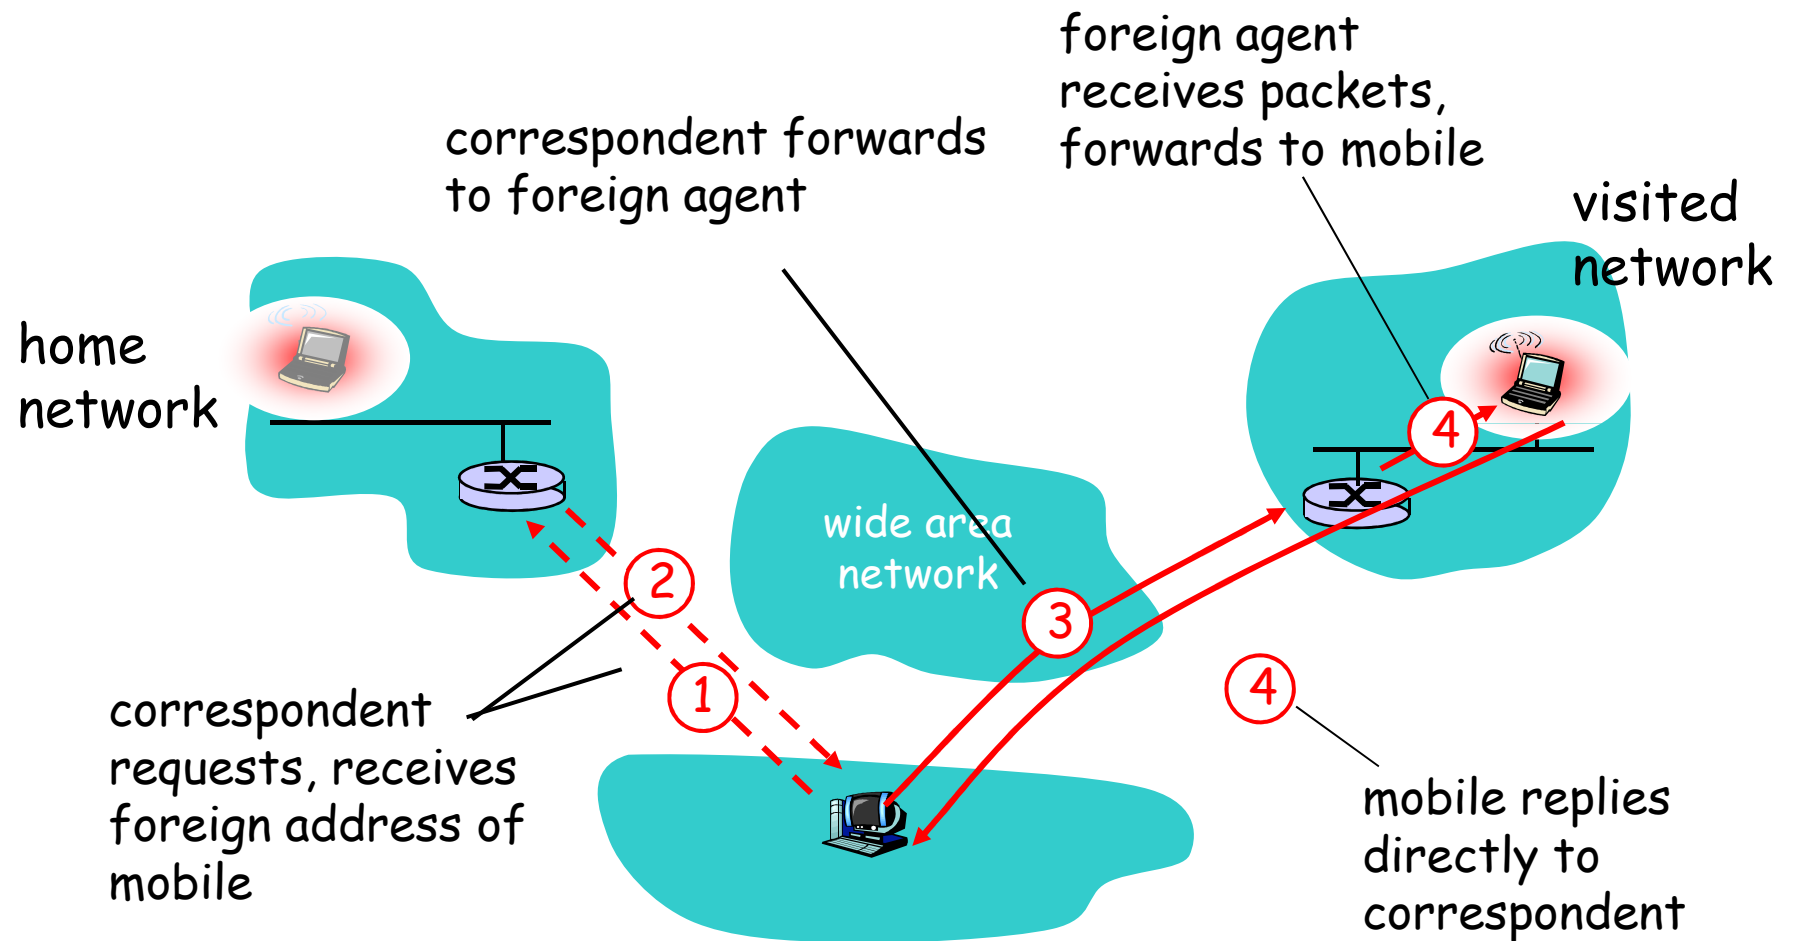 foreign agent
receives packets,
forwards to mobile
correspondent forwards
to foreign agent
visited
network
home
network
4
wide area
network
2
3
1
4
correspondent
requests, receives
foreign address of
mobile
mobile replies
directly to
correspondent